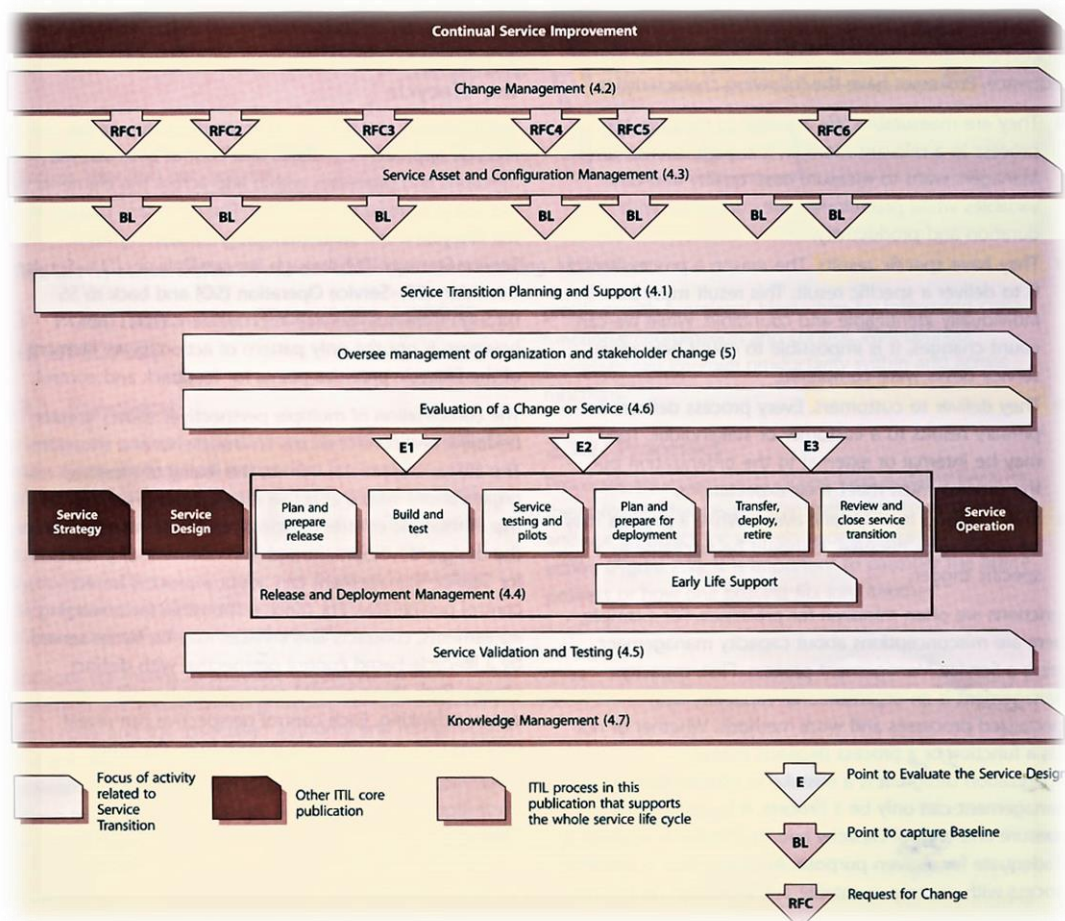 Continual Service Improvement
Change Management (4.2)
RFC1 RFC2 RFC3 RFC4 RFC5 RFC6
Service Asset and Configuration Management (4.3)
BL BL BL BL BL BL BL
Service Transition Planning and Support (4.1)
Oversee management of organization and stakeholder change (5)
Evaluation of a Change or Service (4.6)
E1 E2 E3
Service
Strategy
Service
Design
Plan and
prepare
release
Build and
test
Service
testing and
pilots
Plan and
prepare for
deployment
Transfer,
deploy,
retire
Review and
close service
transition
Service
Operation
Early Life Support
Release and Deployment Management (4.4)
Service Validation and Testing (4.5)
Knowledge Management (4.7)
Focus of activity
related to
Service
Transition
Other ITIL core
publication
ITIL process in this
publication that supports
the whole service life cycle
E
Point to Evaluate the Service Design
BL
Point to capture Baseline
RFC
Request for Change